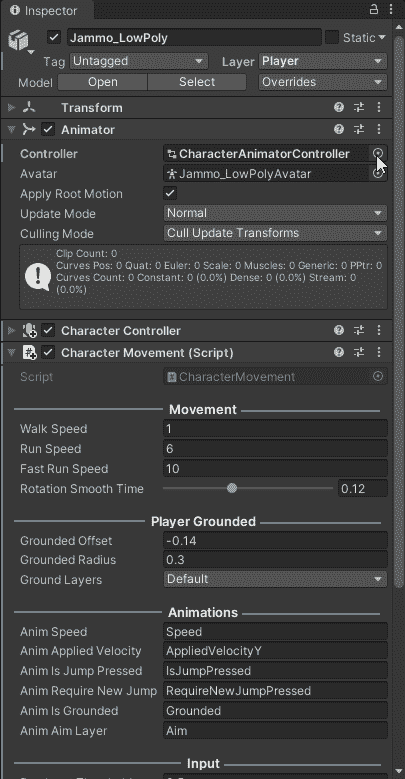 Inspector
Jammo_LowPoly Static
Tag Untagged Layer Player
Model Open Select Overrides
Transform
Animator
Controller CharacterAnimatorController
Avatar Jammo_LowPolyAvatar
Apply Root Motion
Update Mode Normal
Culling Mode Cull Update Transforms
Clip Count: 0
Curves Pos: 0 Quat: 0 Euler: 0 Scale: 0 Muscles: 0 Generic: 0 PPtr: 0
Curves Count: 0 Constant: 0 (0.0%) Dense: 0 (0.0%) Stream: 0
(0.0%)
Character Controller
Character Movement (Script)
Script CharacterMovement
Movement
Walk Speed 1
Run Speed 6
Fast Run Speed 10
Rotation Smooth Time 0.12
Player Grounded
Grounded Offset -0.14
Grounded Radius 0.3
Ground Layers Default
Animations
Anim Speed Speed
Anim Applied Velocity AppliedVelocityY
Anim Is Jump Pressed IsJumpPressed
Anim Require New Jump RequireNewJumpPressed
Anim Is Grounded Grounded
Anim Aim Layer Aim
Input